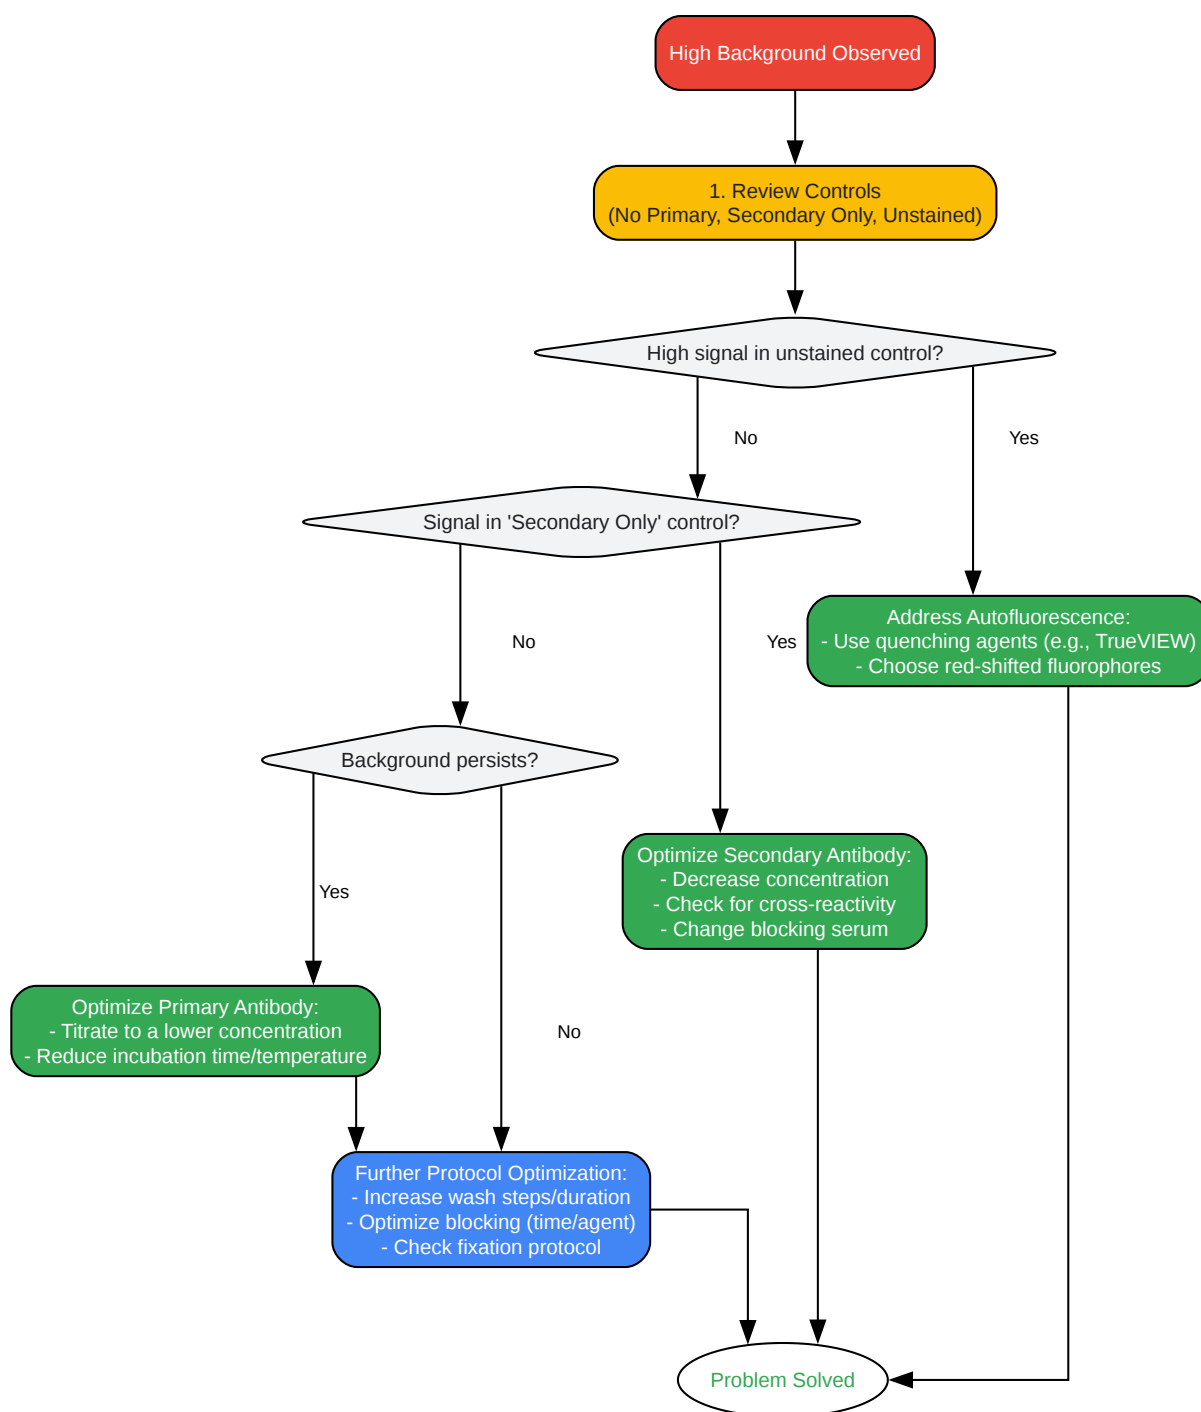 High Background Observed
1. Review Controls
(No Primary, Secondary Only, Unstained)
High signal in unstained control?
No
Yes
Signal in 'Secondary Only' control?
Address Autofluorescence:
- Use quenching agents (e.g., TrueVIEW)
- Choose red-shifted fluorophores
No
Yes
Background persists?
Optimize Secondary Antibody:
- Decrease concentration
- Check for cross-reactivity
- Change blocking serum
Yes
Optimize Primary Antibody:
- Titrate to a lower concentration
- Reduce incubation time/temperature
No
Further Protocol Optimization:
- Increase wash steps/duration
- Optimize blocking (time/agent)
- Check fixation protocol
Problem Solved